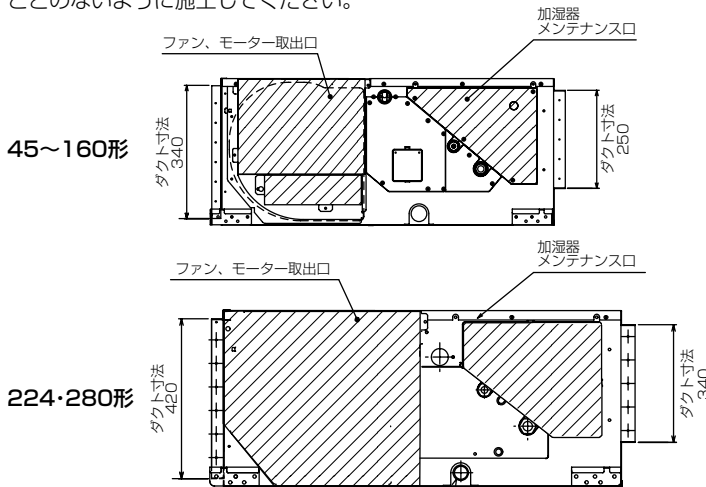 ことのないように施工してください。
加湿器
メンテナンス口
ファン、モーター取出口
45〜160形
ダクト寸法
340
ダクト寸法
250
加湿器
メンテナンス口
ファン、モーター取出口
224・280形
ダクト寸法
420
ダクト寸法
340